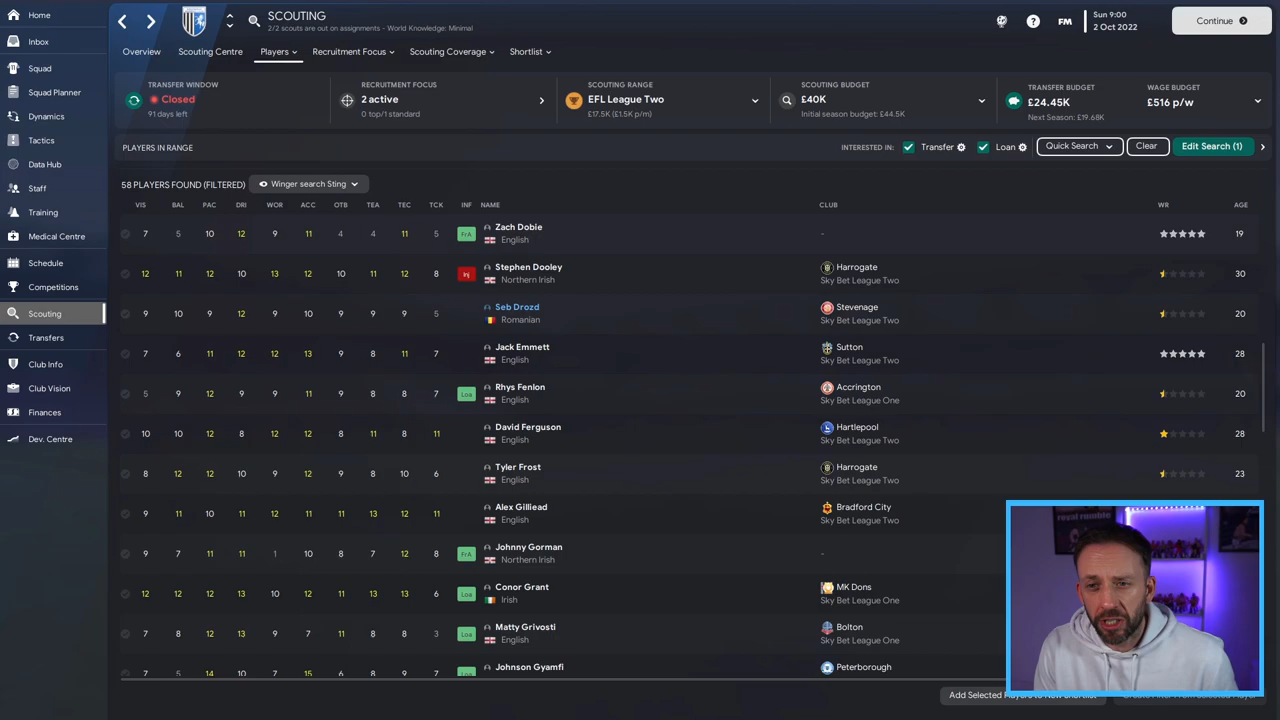 Home
Inbox
Squad
Squad Planner
Dynamics
Tactics
Data Hub
Staff
Training
Medical Centre
Schedule
Competitions
Scouting
Transfers
Club Info
Club Vision
Finances
Dev. Centre
SCOUTING
2/2 scouts are out on assignments - World Knowledge: Minimal
FM
Sun 9:00
2 Oct 2022
Continue
Overview Scouting Centre Players Recruitment Focus Scouting Coverage Shortlist
TRANSFER WINDOW
Closed
91 days left
RECRUITMENT FOCUS
2 active
0 top/1 standard
SCOUTING RANGE
EFL League Two
£17.5K (£1.5K p/m)
SCOUTING BUDGET
£40K
Initial season budget: £44.5K
TRANSFER BUDGET
£24.45K
Next Season: £19.68K
WAGE BUDGET
£516 p/w
PLAYERS IN RANGE
INTERESTED IN: Transfer Loan Quick Search Clear Edit Search (1)
58 PLAYERS FOUND (FILTERED) Winger search Sting
VIS BAL PAC DRI WOR ACC OTB TEA TEC TCK INF NAME CLUB WR AGE
7 5 10 12 9 11 4 4 11 5 FrA Zach Dobie - 19
English
12 11 12 10 13 12 10 11 12 8 Inj Stephen Dooley Harrogate 30
Northern Irish Sky Bet League Two
9 10 9 12 9 10 9 9 9 5 Seb Drozd Stevenage 20
Romanian Sky Bet League Two
7 6 11 12 12 13 9 8 11 7 Jack Emmett Sutton 28
English Sky Bet League Two
5 9 12 9 9 11 9 8 8 7 Loa Rhys Fenlon Accrington 20
English Sky Bet League One
10 10 12 8 12 12 8 11 8 11 David Ferguson Hartlepool 28
English Sky Bet League Two
8 12 12 10 9 12 9 8 10 6 Tyler Frost Harrogate 23
English Sky Bet League Two
9 11 10 11 12 11 11 13 12 11 Alex Gilliead Bradford City
English Sky Bet League Two
9 7 11 11 1 10 8 7 12 8 FrA Johnny Gorman -
Northern Irish
12 12 12 13 10 12 11 13 13 6 Loa Conor Grant MK Dons
Irish Sky Bet League One
7 8 12 13 9 7 11 8 8 3 Loa Matty Grivosti Bolton
English Sky Bet League One
7 5 14 10 7 15 6 8 9 7 Loa Johnson Gyamfi Peterborough
Add Selected Players to New Shortlist